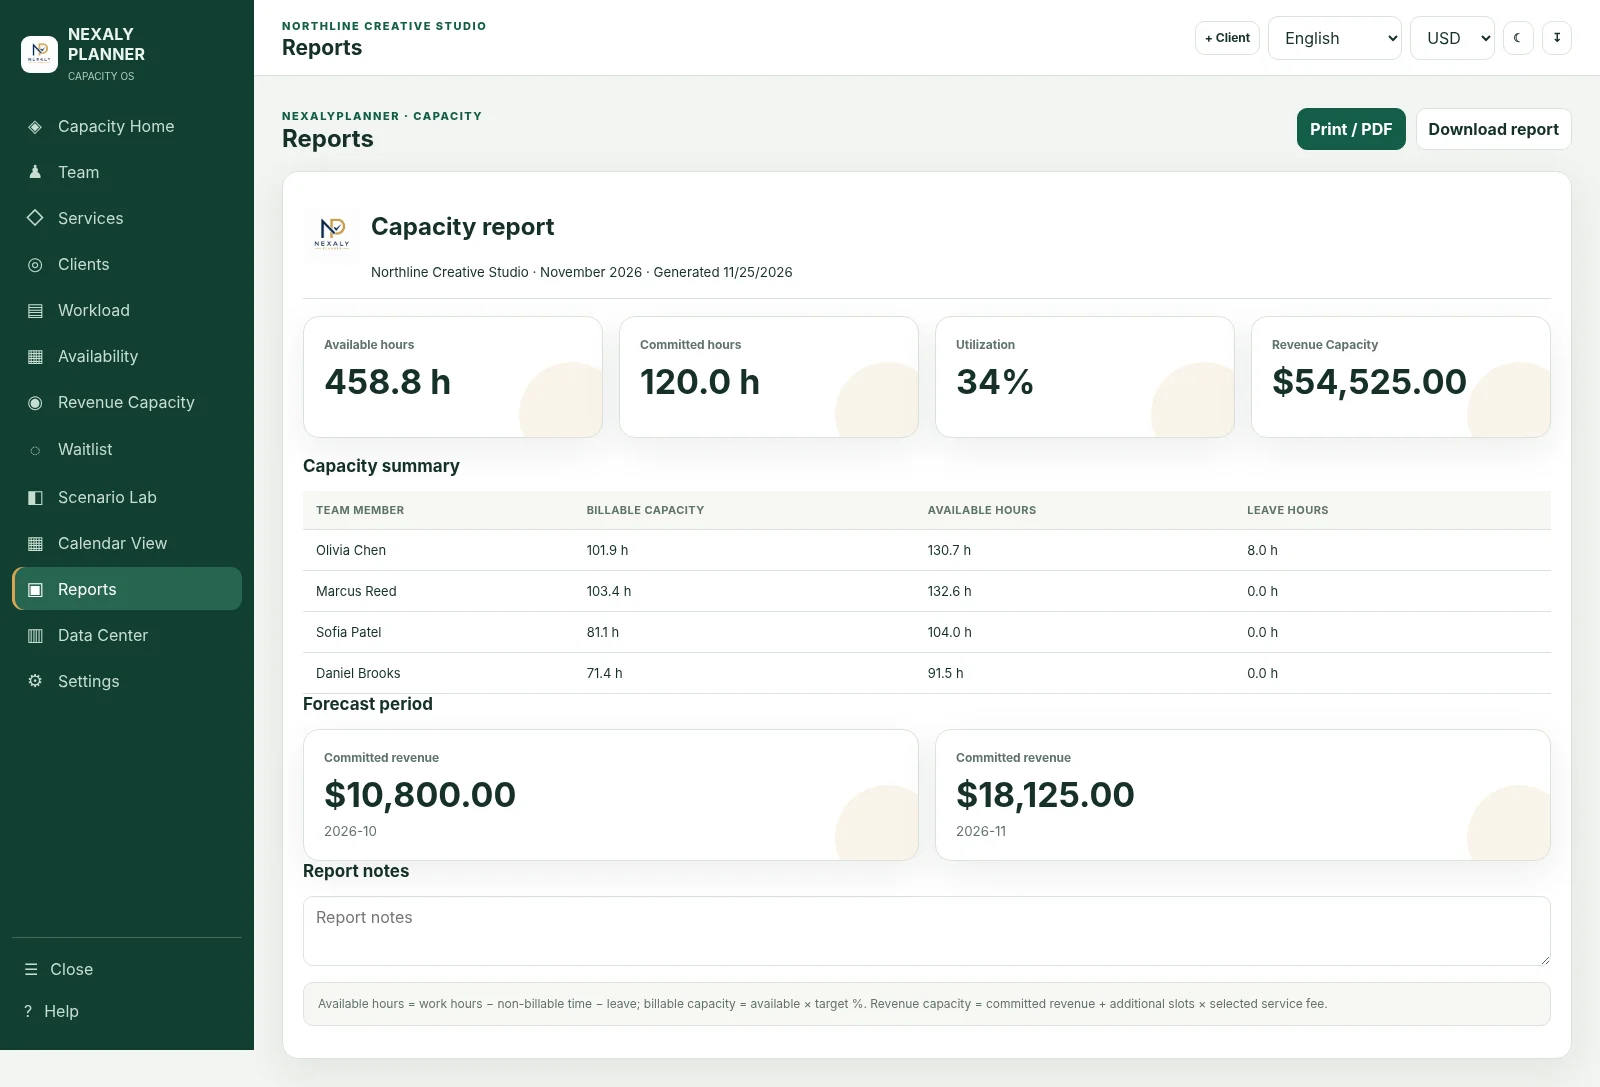 NEXALY
PLANNER
CAPACITY OS
Capacity Home
Team
Services
Clients
Workload
Availability
Revenue Capacity
Waitlist
Scenario Lab
Calendar View
Reports
Data Center
Settings
Close
? Help
NORTHLINE CREATIVE STUDIO
Reports
+ Client
English
USD
NEXALYPLANNER · CAPACITY
Reports
Print / PDF
Download report
NEXALY
Capacity report
Northline Creative Studio · November 2026 · Generated 11/25/2026
Available hours
458.8 h
Committed hours
120.0 h
Utilization
34%
Revenue Capacity
$54,525.00
Capacity summary
TEAM MEMBER BILLABLE CAPACITY AVAILABLE HOURS LEAVE HOURS
Olivia Chen 101.9 h 130.7 h 8.0 h
Marcus Reed 103.4 h 132.6 h 0.0 h
Sofia Patel 81.1 h 104.0 h 0.0 h
Daniel Brooks 71.4 h 91.5 h 0.0 h
Forecast period
Committed revenue
$10,800.00
2026-10
Committed revenue
$18,125.00
2026-11
Report notes
Report notes
Available hours = work hours − non-billable time − leave; billable capacity = available × target %. Revenue capacity = committed revenue + additional slots × selected service fee.